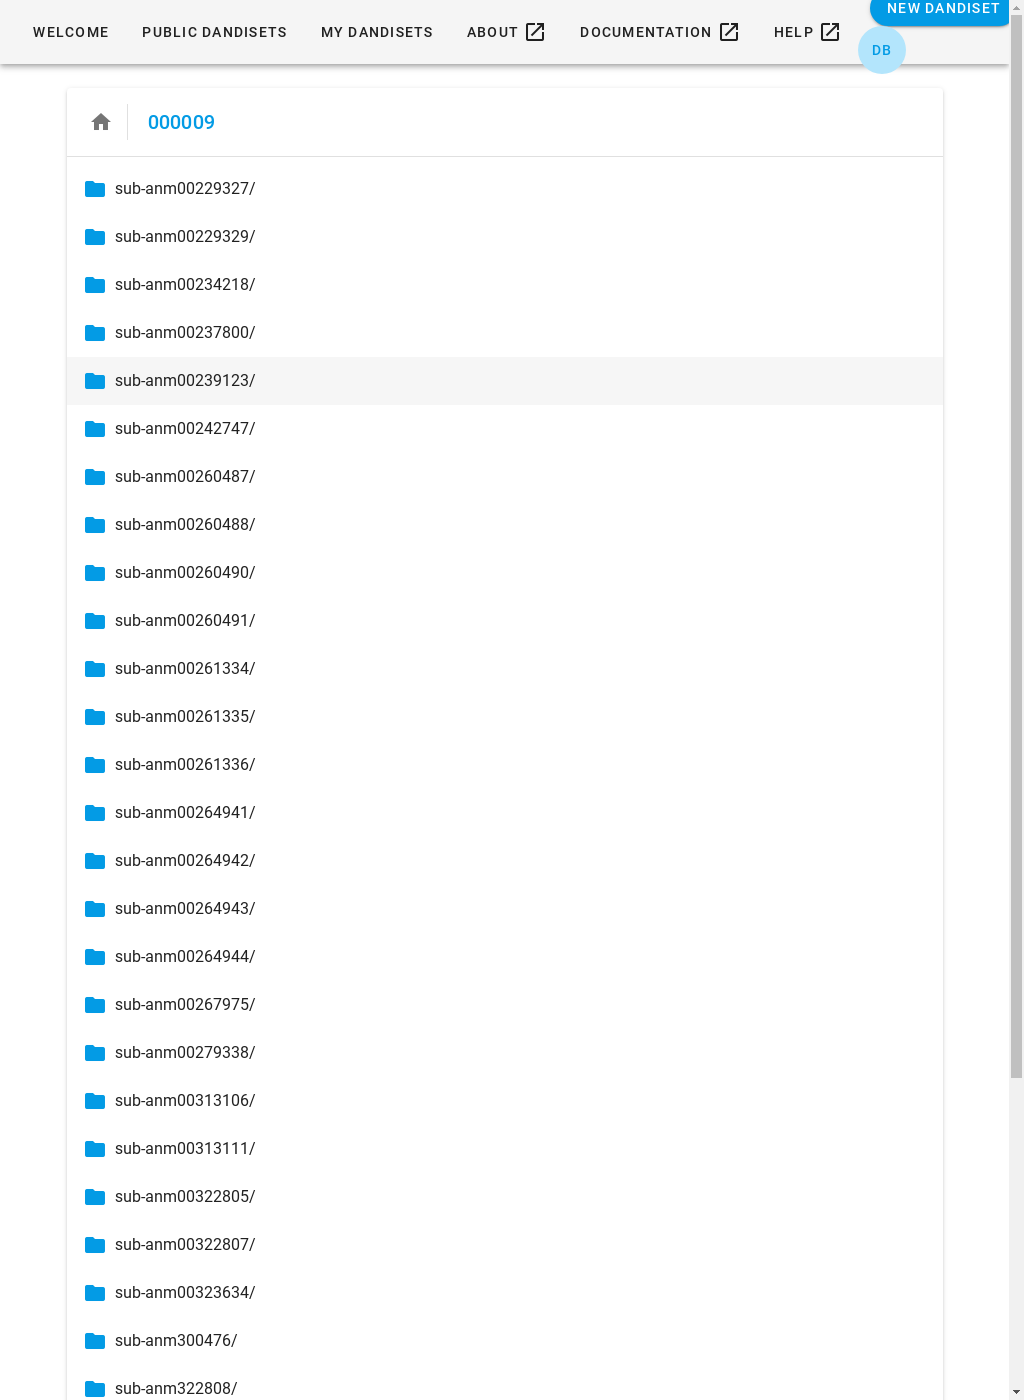 WELCOME PUBLIC DANDISETS MY DANDISETS ABOUT DOCUMENTATION HELP NEW DANDISET
DB
000009
sub-anm00229327/
sub-anm00229329/
sub-anm00234218/
sub-anm00237800/
sub-anm00239123/
sub-anm00242747/
sub-anm00260487/
sub-anm00260488/
sub-anm00260490/
sub-anm00260491/
sub-anm00261334/
sub-anm00261335/
sub-anm00261336/
sub-anm00264941/
sub-anm00264942/
sub-anm00264943/
sub-anm00264944/
sub-anm00267975/
sub-anm00279338/
sub-anm00313106/
sub-anm00313111/
sub-anm00322805/
sub-anm00322807/
sub-anm00323634/
sub-anm300476/
sub-anm322808/